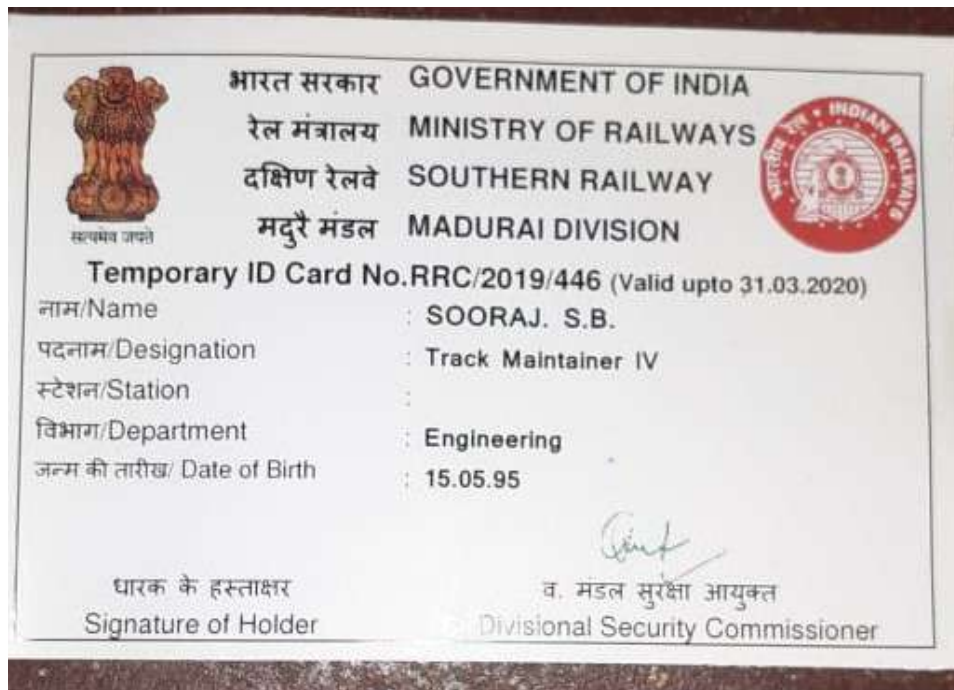 भारत सरकार GOVERNMENT OF INDIA
रेल मंत्रालय MINISTRY OF RAILWAYS
दक्षिण रेलवे SOUTHERN RAILWAY
मदुरै मंडल MADURAI DIVISION
सत्यमेव जयते
भारतीय रेल • INDIAN RAILWAYS
Temporary ID Card No.RRC/2019/446 (Valid upto 31.03.2020)
नाम/Name : SOORAJ. S.B.
पदनाम/Designation : Track Maintainer IV
स्टेशन/Station :
विभाग/Department : Engineering
जन्म की तारीख/ Date of Birth : 15.05.95
धारक के हस्ताक्षर
Signature of Holder
व. मंडल सुरक्षा आयुक्त
Divisional Security Commissioner